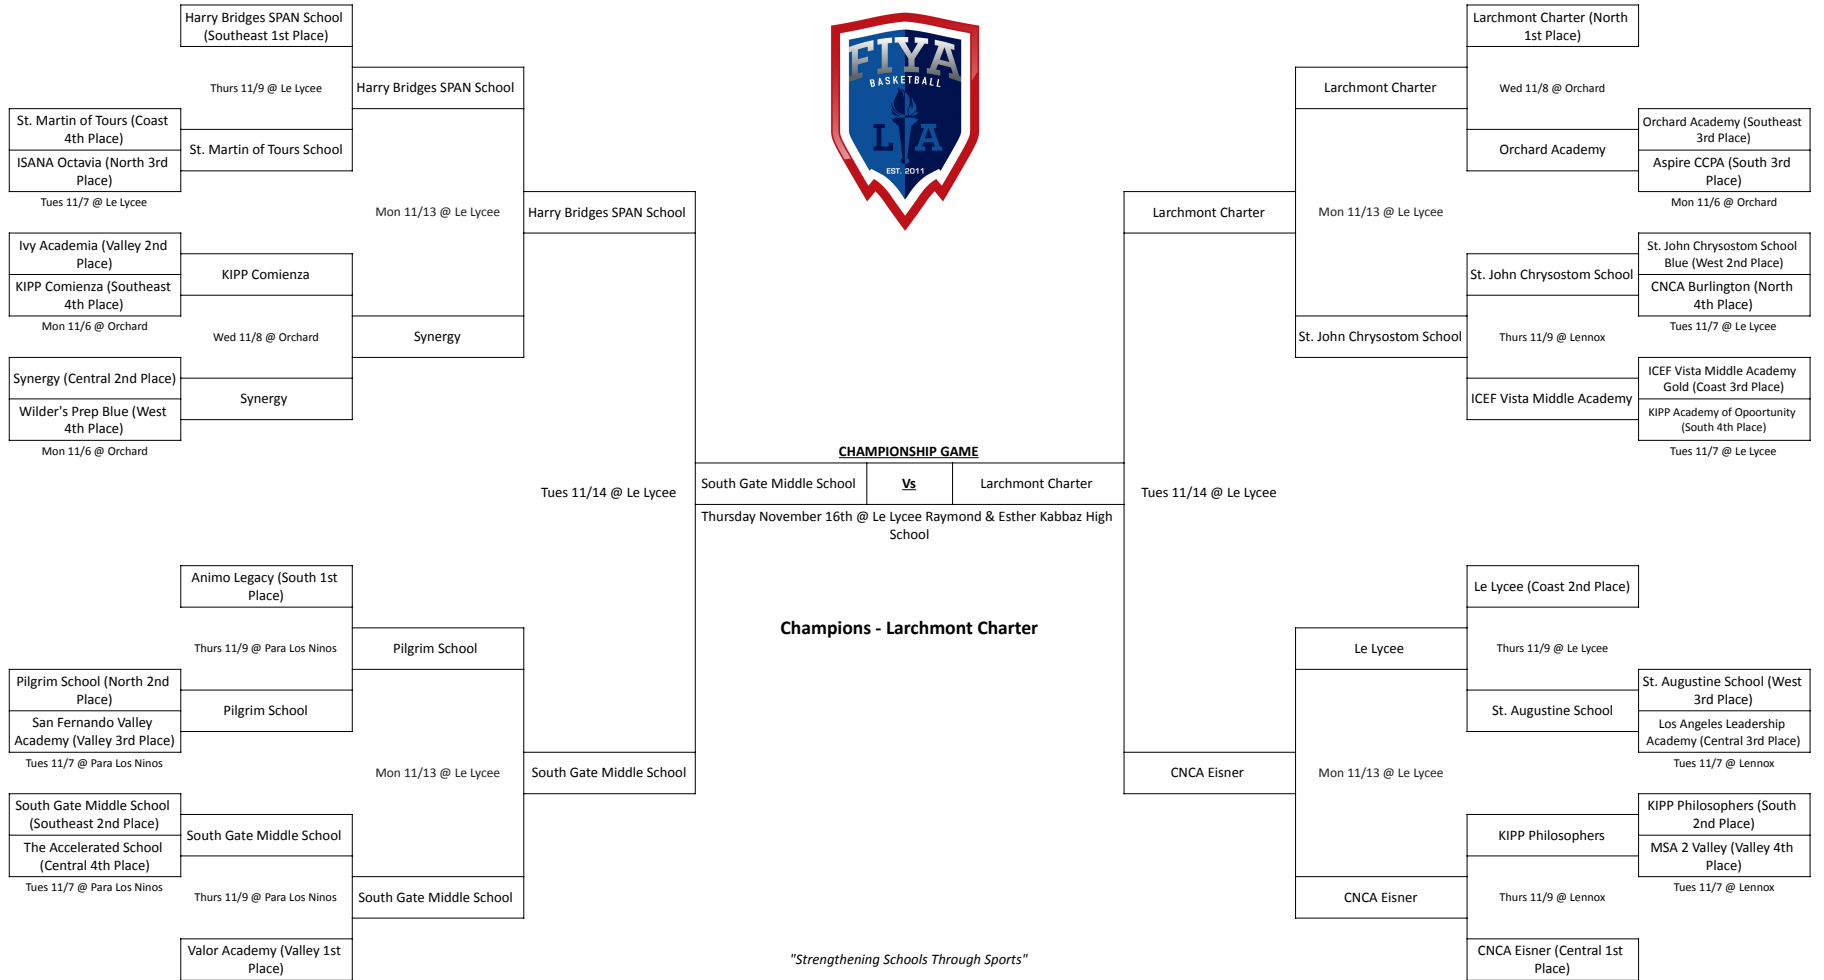 Harry Bridges SPAN School
(Southeast 1st Place)
Thurs 11/9 @ Le Lycee
Harry Bridges SPAN School
St. Martin of Tours (Coast
4th Place)
ISANA Octavia (North 3rd
Place)
Tues 11/7 @ Le Lycee
St. Martin of Tours School
Mon 11/13 @ Le Lycee
Harry Bridges SPAN School
Ivy Academia (Valley 2nd
Place)
KIPP Comienza (Southeast
4th Place)
Mon 11/6 @ Orchard
KIPP Comienza
Wed 11/8 @ Orchard
Synergy
Synergy (Central 2nd Place)
Wilder's Prep Blue (West
4th Place)
Mon 11/6 @ Orchard
Synergy
Tues 11/14 @ Le Lycee
Animo Legacy (South 1st
Place)
Thurs 11/9 @ Para Los Ninos
Pilgrim School
Pilgrim School (North 2nd
Place)
San Fernando Valley
Academy (Valley 3rd Place)
Tues 11/7 @ Para Los Ninos
Pilgrim School
Mon 11/13 @ Le Lycee
South Gate Middle School
South Gate Middle School
(Southeast 2nd Place)
The Accelerated School
(Central 4th Place)
Tues 11/7 @ Para Los Ninos
South Gate Middle School
Thurs 11/9 @ Para Los Ninos
South Gate Middle School
Valor Academy (Valley 1st
Place)
FIYA
BASKETBALL
LA
EST. 2011
CHAMPIONSHIP GAME
South Gate Middle School
Vs
Larchmont Charter
Thursday November 16th @ Le Lycee Raymond & Esther Kabbaz High
School
Champions - Larchmont Charter
"Strengthening Schools Through Sports"
Larchmont Charter (North
1st Place)
Larchmont Charter
Wed 11/8 @ Orchard
Orchard Academy (Southeast
3rd Place)
Aspire CCPA (South 3rd
Place)
Mon 11/6 @ Orchard
Orchard Academy
Larchmont Charter
Mon 11/13 @ Le Lycee
St. John Chrysostom School
Blue (West 2nd Place)
CNCA Burlington (North
4th Place)
Tues 11/7 @ Le Lycee
St. John Chrysostom School
St. John Chrysostom School
Thurs 11/9 @ Lennox
ICEF Vista Middle Academy
Gold (Coast 3rd Place)
KIPP Academy of Opoortunity
(South 4th Place)
Tues 11/7 @ Le Lycee
ICEF Vista Middle Academy
Tues 11/14 @ Le Lycee
Le Lycee (Coast 2nd Place)
Le Lycee
Thurs 11/9 @ Le Lycee
St. Augustine School (West
3rd Place)
Los Angeles Leadership
Academy (Central 3rd Place)
Tues 11/7 @ Lennox
St. Augustine School
CNCA Eisner
Mon 11/13 @ Le Lycee
KIPP Philosophers (South
2nd Place)
MSA 2 Valley (Valley 4th
Place)
Tues 11/7 @ Lennox
KIPP Philosophers
CNCA Eisner
Thurs 11/9 @ Lennox
CNCA Eisner (Central 1st
Place)